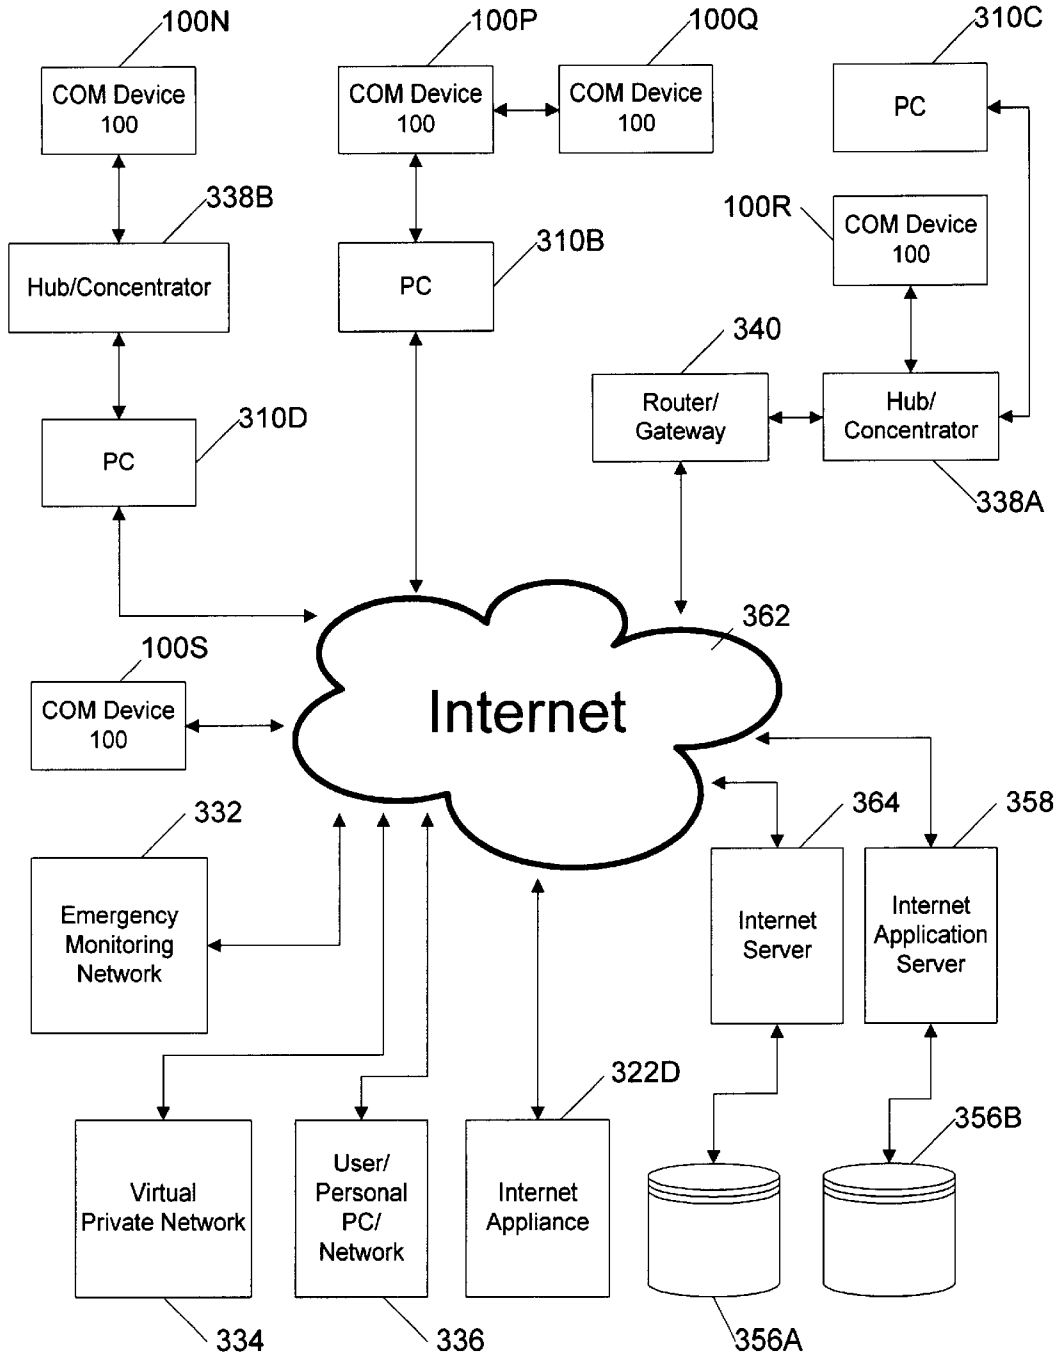 100N
100P
100Q
310C
COM Device
100
COM Device
100
COM Device
100
PC
338B
100R
COM Device
100
310B
Hub/Concentrator
PC
340
310D
Router/
Gateway
Hub/
Concentrator
PC
338A
362
100S
COM Device
100
Internet
332
364
358
Emergency
Monitoring
Network
Internet
Server
Internet
Application
Server
322D
356B
Virtual
Private Network
User/
Personal
PC/
Network
Internet
Appliance
334
336
356A